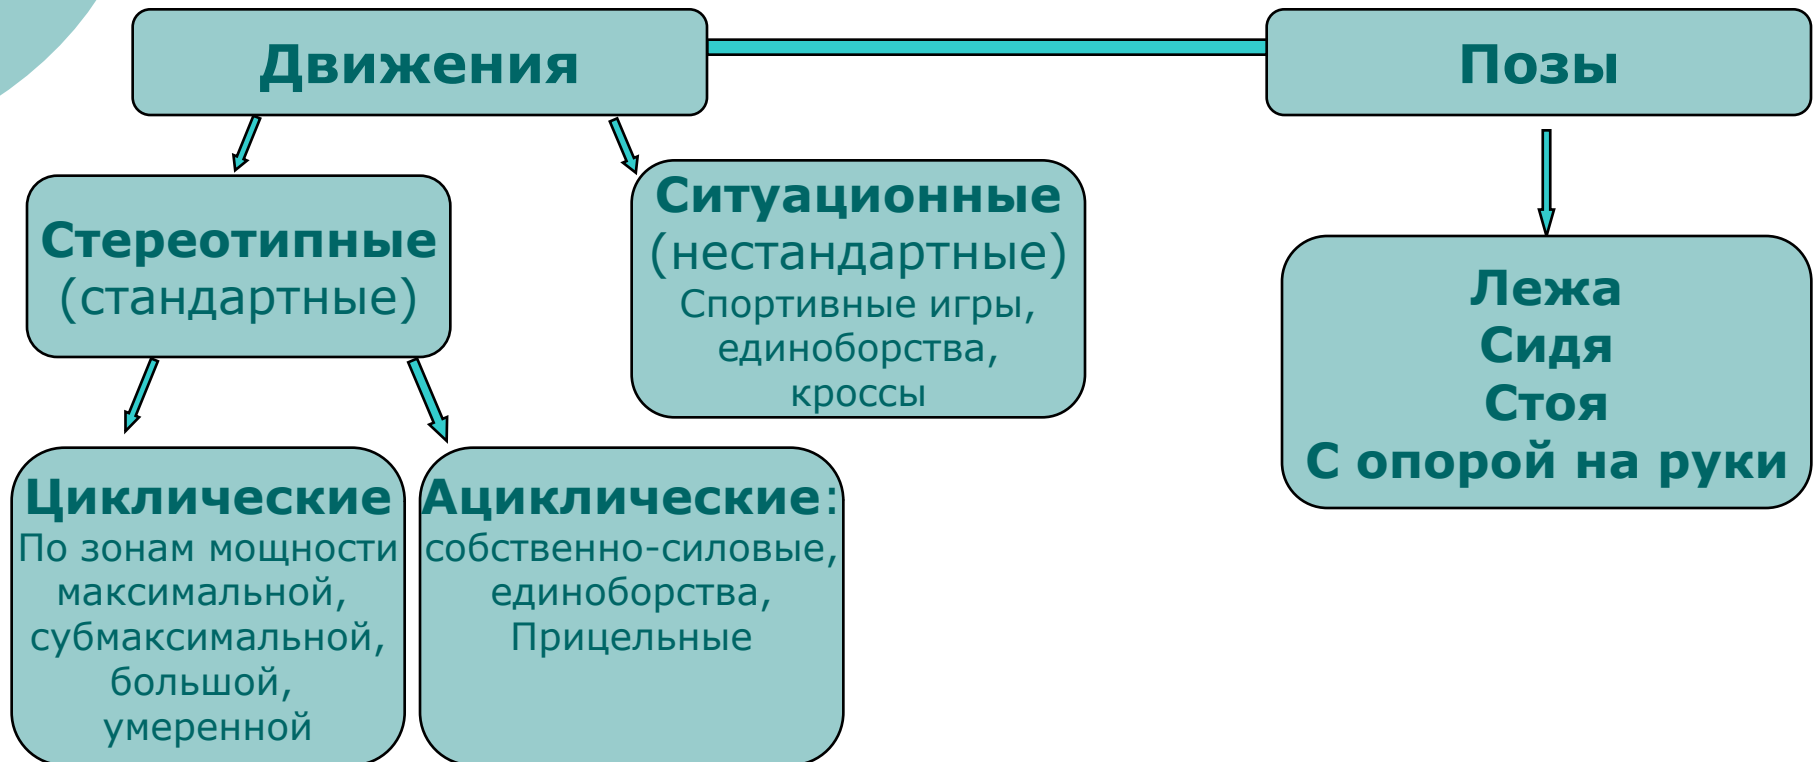 Движения
Позы
Стереотипные
(стандартные)
Ситуационные
(нестандартные)
Спортивные игры,
единоборства,
кроссы
Лежа
Сидя
Стоя
С опорой на руки
Циклические
По зонам мощности
максимальной,
субмаксимальной,
большой,
умеренной
Ациклические:
собственно-силовые,
единоборства,
Прицельные